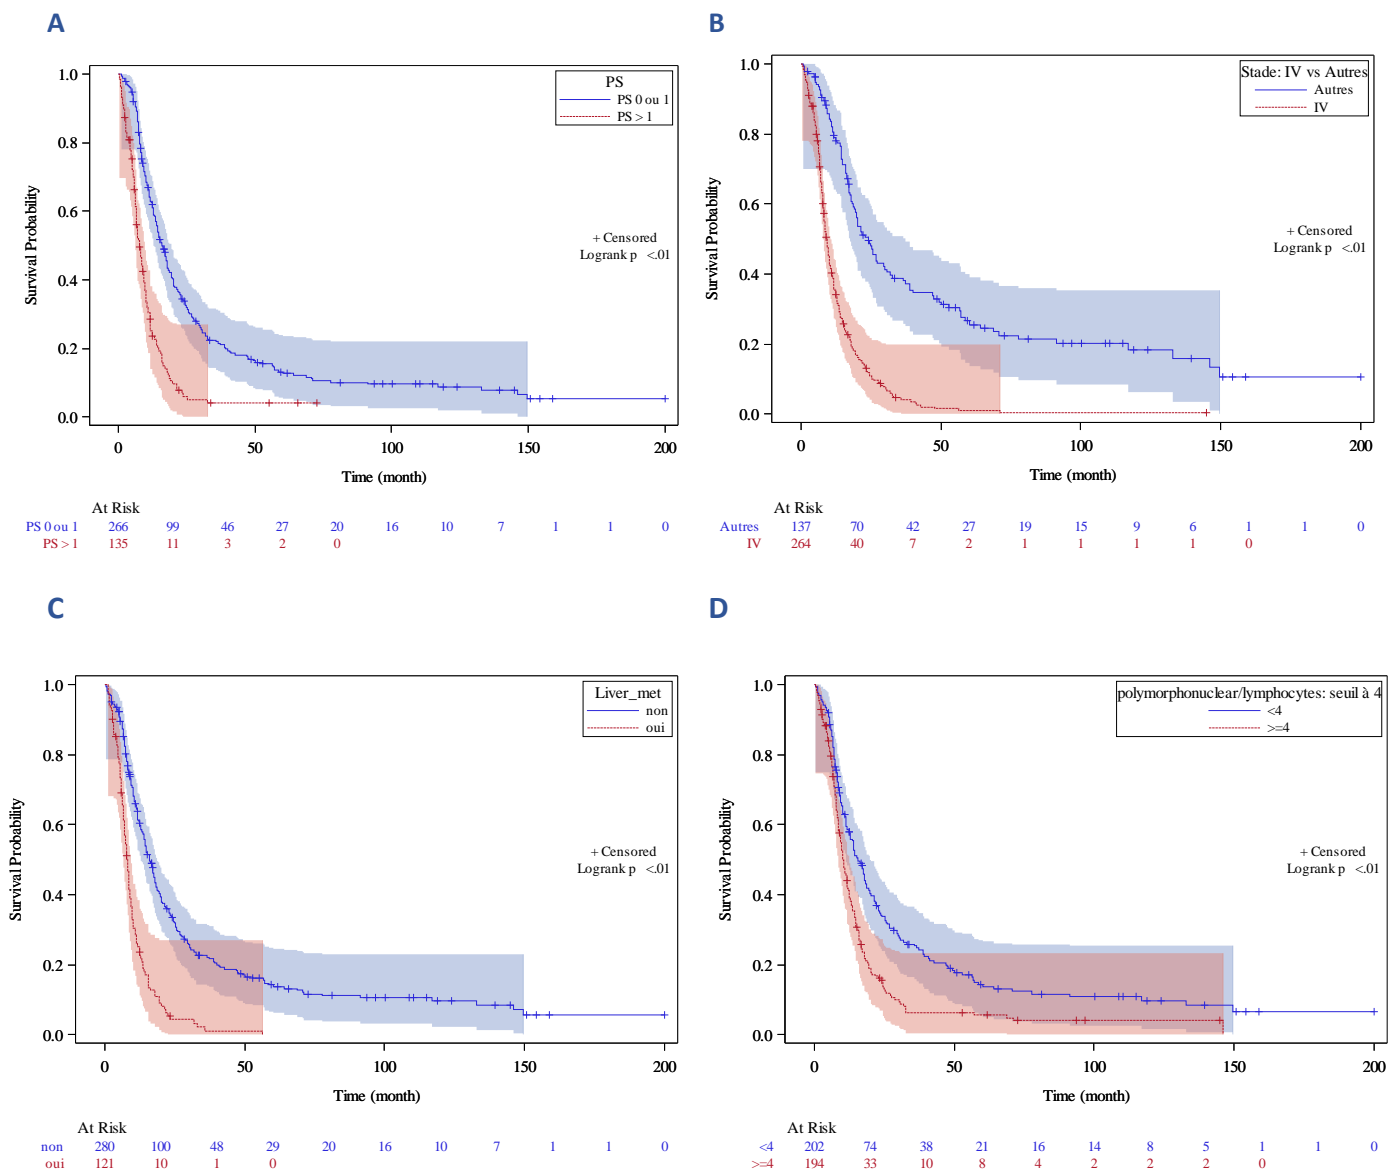 A
PS
PS 0 ou 1
PS > 1
+ Censored
Logrank p <.01
Survival Probability
1.0
0.8
0.6
0.4
0.2
0.0
0 50 100 150 200
Time (month)
At Risk
PS 0 ou 1 266 99 46 27 20 16 10 7 1 1 0
PS > 1 135 11 3 2 0
B
Stade: IV vs Autres
Autres
IV
+ Censored
Logrank p <.01
Survival Probability
1.0
0.8
0.6
0.4
0.2
0.0
0 50 100 150 200
Time (month)
At Risk
Autres 137 70 42 27 19 15 9 6 1 1 0
IV 264 40 7 2 1 1 1 1 0
C
Liver_met
non
oui
+ Censored
Logrank p <.01
Survival Probability
1.0
0.8
0.6
0.4
0.2
0.0
0 50 100 150 200
Time (month)
At Risk
non 280 100 48 29 20 16 10 7 1 1 0
oui 121 10 1 0
D
polymorphonuclear/lymphocytes: seuil à 4
<4
>=4
+ Censored
Logrank p <.01
Survival Probability
1.0
0.8
0.6
0.4
0.2
0.0
0 50 100 150 200
Time (month)
At Risk
<4 202 74 38 21 16 14 8 5 1 1 0
>=4 194 33 10 8 4 2 2 2 0